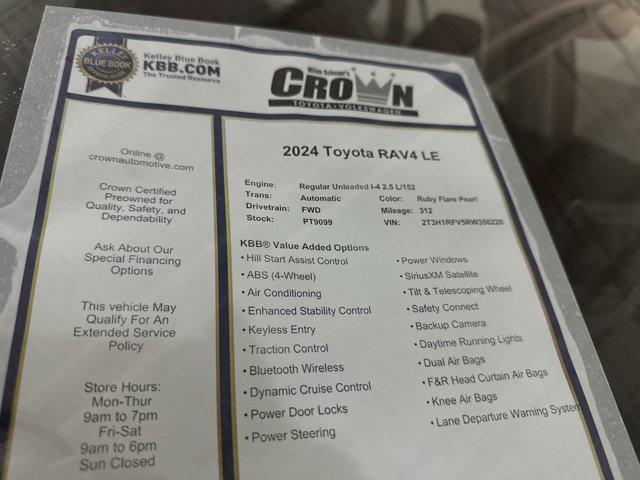 KELLEY
BLUE BOOK
OFFICIAL GUIDE
Kelley Blue Book
KBB.COM
The Trusted Resource
Miles Schnaer's
CROWN
TOYOTA • VOLKSWAGEN
Online @
crownautomotive.com
Crown Certified
Preowned for
Quality, Safety, and
Dependability
Ask About Our
Special Financing
Options
This vehicle May
Qualify For An
Extended Service
Policy
Store Hours:
Mon-Thur
9am to 7pm
Fri-Sat
9am to 6pm
Sun Closed
2024 Toyota RAV4 LE
Engine: Regular Unleaded I-4 2.5 L/152
Trans: Automatic Color: Ruby Flare Pearl
Drivetrain: FWD Mileage: 312
Stock: PT9099 VIN: 2T3H1RFV5RW356220
KBB® Value Added Options
• Hill Start Assist Control
• ABS (4-Wheel)
• Air Conditioning
• Enhanced Stability Control
• Keyless Entry
• Traction Control
• Bluetooth Wireless
• Dynamic Cruise Control
• Power Door Locks
• Power Steering
• Power Windows
• SiriusXM Satellite
• Tilt & Telescoping Wheel
• Safety Connect
• Backup Camera
• Daytime Running Lights
• Dual Air Bags
• F&R Head Curtain Air Bags
• Knee Air Bags
• Lane Departure Warning System